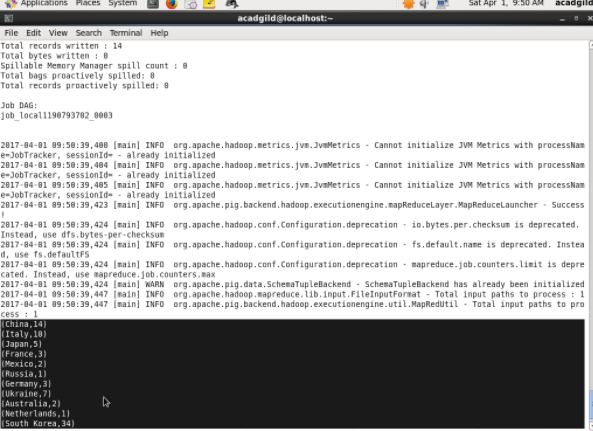 Applications Places System Sat Apr 1, 9:50 AM acadgild
acadgild@localhost:~
File Edit View Search Terminal Help
Total records written : 14
Total bytes written : 0
Spillable Memory Manager spill count : 0
Total bags proactively spilled: 0
Total records proactively spilled: 0
Job DAG:
job_local1190793702_0003
2017-04-01 09:50:39,400 [main] INFO  org.apache.hadoop.metrics.jvm.JvmMetrics - Cannot initialize JVM Metrics with processNam
e=JobTracker, sessionId= - already initialized
2017-04-01 09:50:39,404 [main] INFO  org.apache.hadoop.metrics.jvm.JvmMetrics - Cannot initialize JVM Metrics with processNam
e=JobTracker, sessionId= - already initialized
2017-04-01 09:50:39,405 [main] INFO  org.apache.hadoop.metrics.jvm.JvmMetrics - Cannot initialize JVM Metrics with processNam
e=JobTracker, sessionId= - already initialized
2017-04-01 09:50:39,423 [main] INFO  org.apache.pig.backend.hadoop.executionengine.mapReduceLayer.MapReduceLauncher - Success
!
2017-04-01 09:50:39,424 [main] INFO  org.apache.hadoop.conf.Configuration.deprecation - io.bytes.per.checksum is deprecated.
Instead, use dfs.bytes-per-checksum
2017-04-01 09:50:39,424 [main] INFO  org.apache.hadoop.conf.Configuration.deprecation - fs.default.name is deprecated. Instea
d, use fs.defaultFS
2017-04-01 09:50:39,424 [main] INFO  org.apache.hadoop.conf.Configuration.deprecation - mapreduce.job.counters.limit is depre
cated. Instead, use mapreduce.job.counters.max
2017-04-01 09:50:39,424 [main] WARN  org.apache.pig.data.SchemaTupleBackend - SchemaTupleBackend has already been initialized
2017-04-01 09:50:39,447 [main] INFO  org.apache.hadoop.mapreduce.lib.input.FileInputFormat - Total input paths to process : 1
2017-04-01 09:50:39,447 [main] INFO  org.apache.pig.backend.hadoop.executionengine.util.MapRedUtil - Total input paths to pro
cess : 1
(China,14)
(Italy,10)
(Japan,5)
(France,3)
(Mexico,2)
(Russia,1)
(Germany,3)
(Ukraine,7)
(Australia,2)
(Netherlands,1)
(South Korea,34)